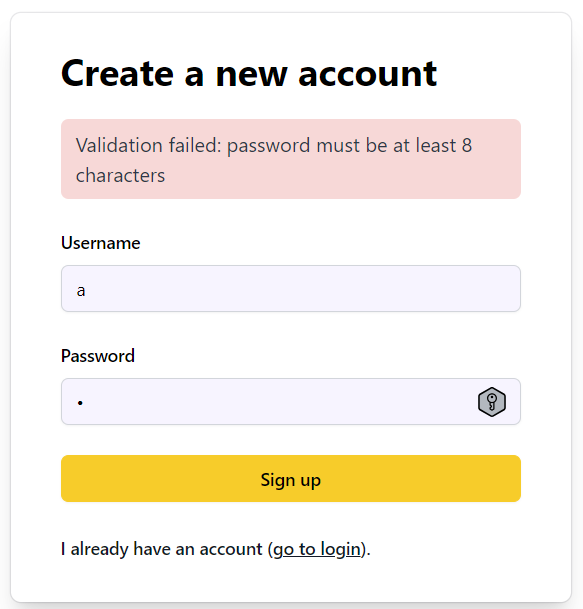 Create a new account
Validation failed: password must be at least 8
characters
Username
a
Password
•
Sign up
I already have an account (go to login).